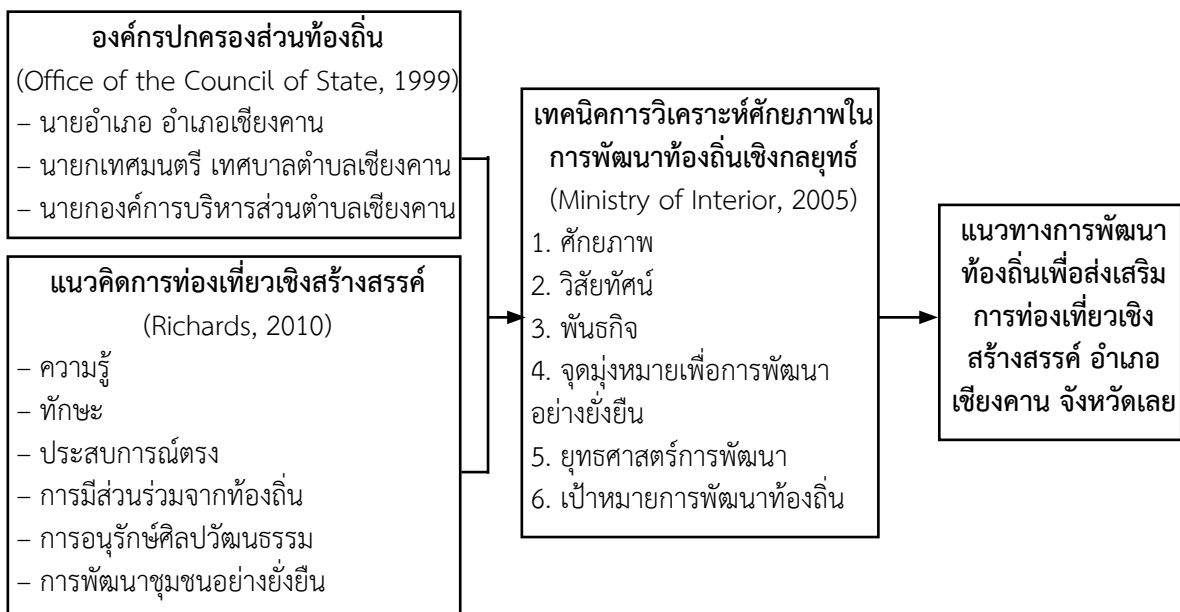 องค์กรปกครองส่วนท้องถิ่น
(Office of the Council of State, 1999)
– นายอำเภอ อำเภอเชียงคาน
– นายกเทศมนตรี เทศบาลตำบลเชียงคาน
– นายกองค์การบริหารส่วนตำบลเชียงคาน
แนวคิดการท่องเที่ยวเชิงสร้างสรรค์
(Richards, 2010)
– ความรู้
– ทักษะ
– ประสบการณ์ตรง
– การมีส่วนร่วมจากท้องถิ่น
– การอนุรักษ์ศิลปวัฒนธรรม
– การพัฒนาชุมชนอย่างยั่งยืน
เทคนิคการวิเคราะห์ศักยภาพใน
การพัฒนาท้องถิ่นเชิงกลยุทธ์
(Ministry of Interior, 2005)
1. ศักยภาพ
2. วิสัยทัศน์
3. พันธกิจ
4. จุดมุ่งหมายเพื่อการพัฒนา
อย่างยั่งยืน
5. ยุทธศาสตร์การพัฒนา
6. เป้าหมายการพัฒนาท้องถิ่น
แนวทางการพัฒนา
ท้องถิ่นเพื่อส่งเสริม
การท่องเที่ยวเชิง
สร้างสรรค์ อำเภอ
เชียงคาน จังหวัดเลย